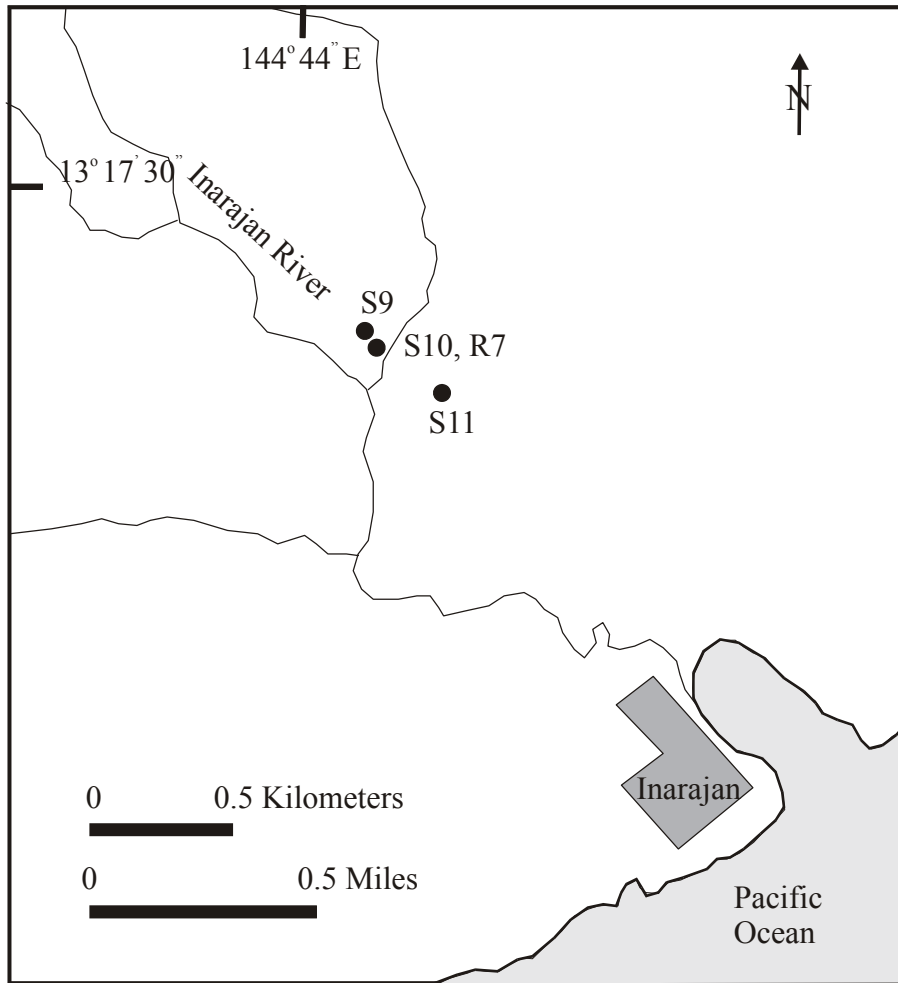 144° 44" E
N
13° 17' 30"
Inarajan River
S9
S10, R7
S11
0 0.5 Kilometers
Inarajan
0 0.5 Miles
Pacific
Ocean